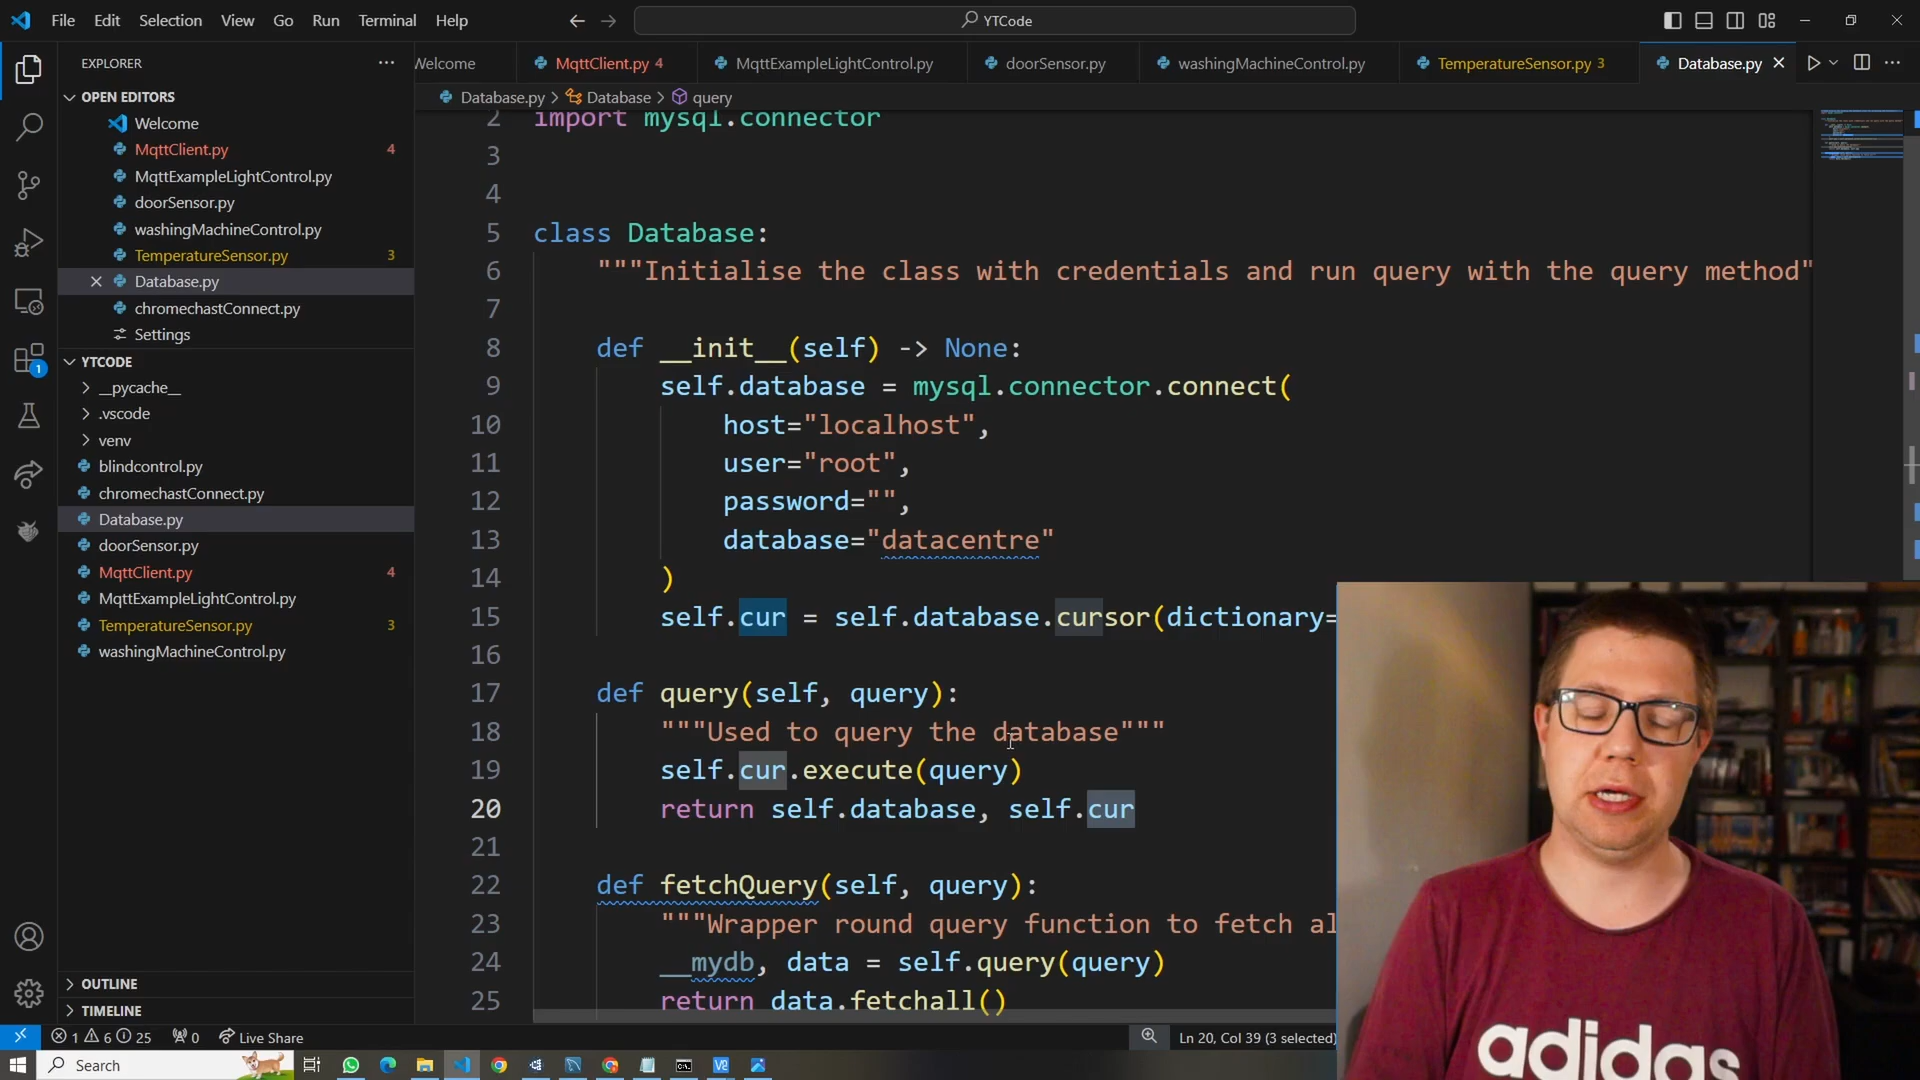 File Edit Selection View Go Run Terminal Help
YTCode
EXPLORER
OPEN EDITORS
Welcome
MqttClient.py 4
MqttExampleLightControl.py
doorSensor.py
washingMachineControl.py
TemperatureSensor.py 3
Database.py
chromechastConnect.py
Settings
YTCODE
__pycache__
.vscode
venv
blindcontrol.py
chromechastConnect.py
Database.py
doorSensor.py
MqttClient.py 4
MqttExampleLightControl.py
TemperatureSensor.py 3
washingMachineControl.py
OUTLINE
TIMELINE
Welcome MqttClient.py 4 MqttExampleLightControl.py doorSensor.py washingMachineControl.py TemperatureSensor.py 3 Database.py
Database.py > Database > query
2 import mysql.connector
3
4
5 class Database:
6 """Initialise the class with credentials and run query with the query method"
7
8 def __init__(self) -> None:
9 self.database = mysql.connector.connect(
10 host="localhost",
11 user="root",
12 password="",
13 database="datacentre"
14 )
15 self.cur = self.database.cursor(dictionary=
16
17 def query(self, query):
18 """Used to query the database"""
19 self.cur.execute(query)
20 return self.database, self.cur
21
22 def fetchQuery(self, query):
23 """Wrapper round query function to fetch al
24 __mydb, data = self.query(query)
25 return data.fetchall()
adidas
1 6 25 0 Live Share Ln 20, Col 39 (3 selected)
Search
1